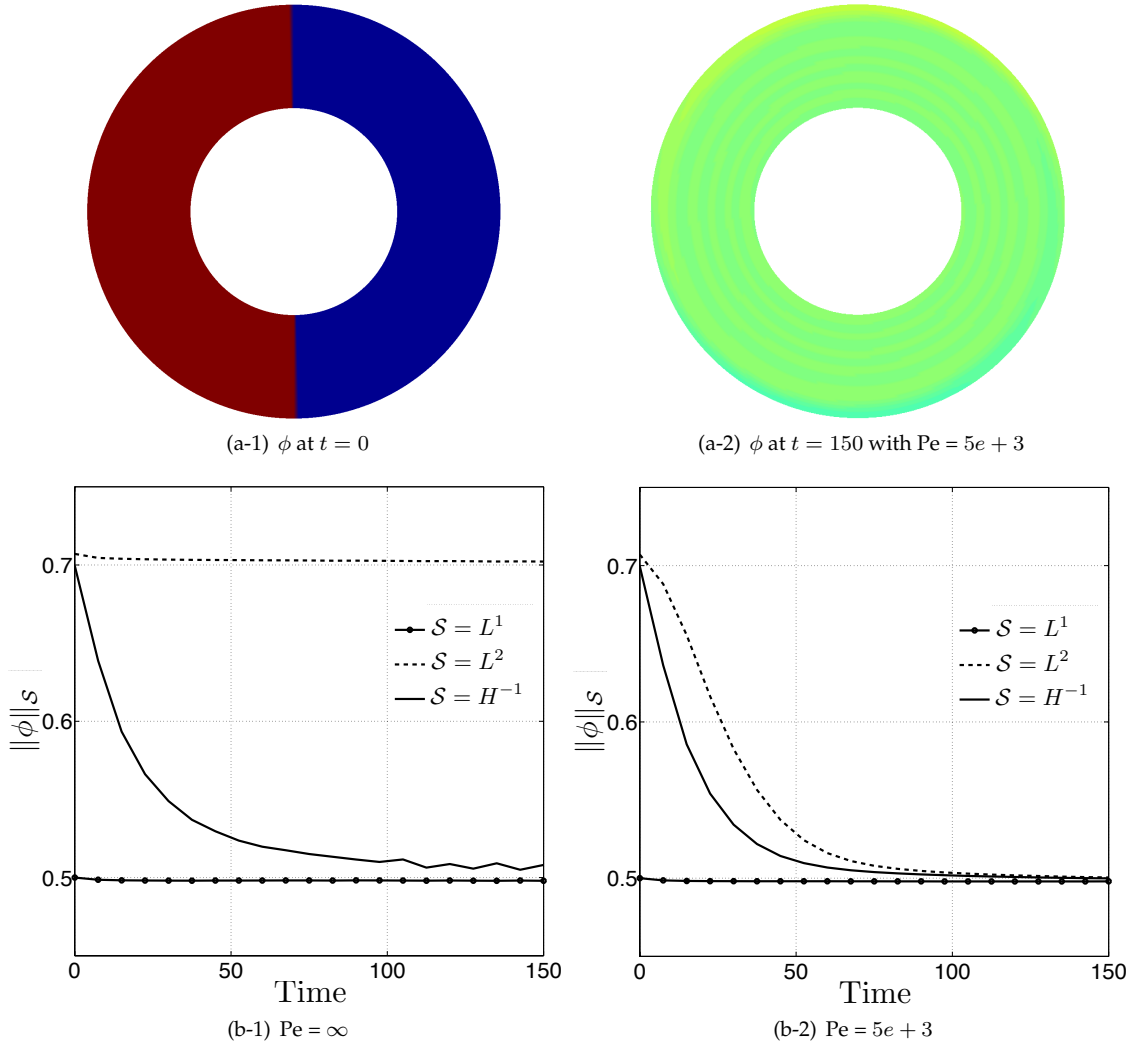 (a-1) ϕ at t = 0
(a-2) ϕ at t = 150 with Pe = 5e + 3
0.7
0.6
0.5
||ϕ||S
S = L¹
S = L²
S = H⁻¹
0
50
100
150
Time
(b-1) Pe = ∞
0.7
0.6
0.5
||ϕ||S
S = L¹
S = L²
S = H⁻¹
0
50
100
150
Time
(b-2) Pe = 5e + 3